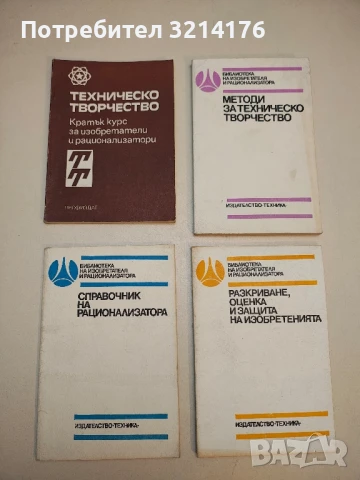 Потребител 3214176
ТЕХНИЧЕСКО
ТВОРЧЕСТВО
Кратък курс
за изобретатели
и рационализатори
ТТ
БИБЛИОТЕКА
НА ИЗОБРЕТАТЕЛЯ
И РАЦИОНАЛИЗАТОРА
МЕТОДИ
ЗА ТЕХНИЧЕСКО
ТВОРЧЕСТВО
ИЗДАТЕЛСТВО•ТЕХНИКА•
БИБЛИОТЕКА
НА ИЗОБРЕТАТЕЛЯ
И РАЦИОНАЛИЗАТОРА
СПРАВОЧНИК
НА
РАЦИОНАЛИЗАТОРА
ИЗДАТЕЛСТВО•ТЕХНИКА•
БИБЛИОТЕКА
НА ИЗОБРЕТАТЕЛЯ
И РАЦИОНАЛИЗАТОРА
РАЗКРИВАНЕ,
ОЦЕНКА
И ЗАЩИТА
НА ИЗОБРЕТЕНИЯТА
ИЗДАТЕЛСТВО•ТЕХНИКА•
bazar